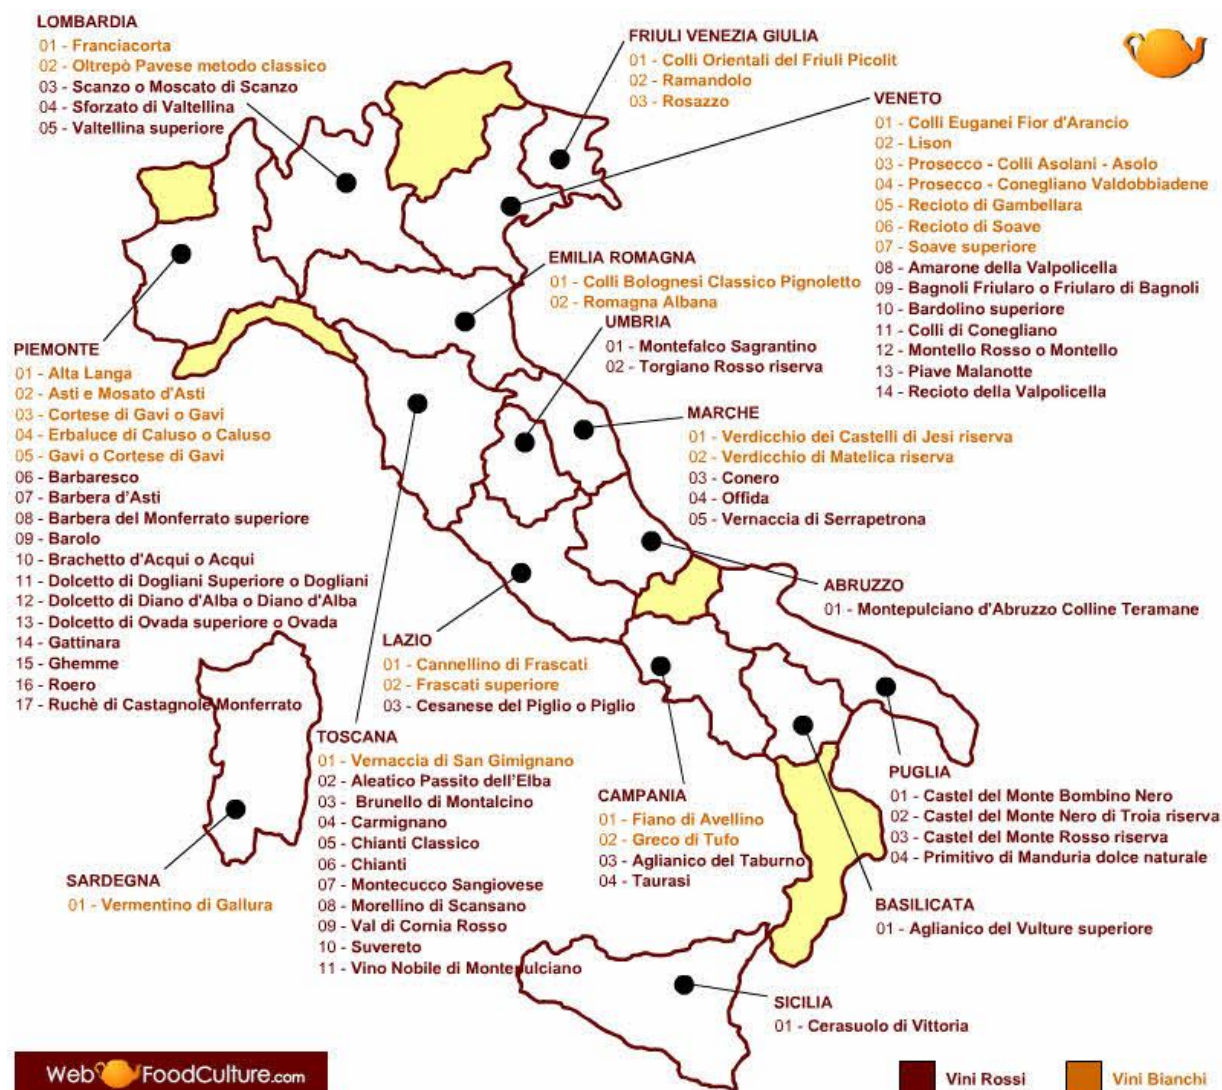 LOMBARDIA
01 - Franciacorta
02 - Oltrepò Pavese metodo classico
03 - Scanzo o Moscato di Scanzo
04 - Sforzato di Valtellina
05 - Valtellina superiore
FRIULI VENEZIA GIULIA
01 - Colli Orientali del Friuli Picolit
02 - Ramandolo
03 - Rosazzo
VENETO
01 - Colli Euganei Fior d'Arancio
02 - Lison
03 - Prosecco - Colli Asolani - Asolo
04 - Prosecco - Conegliano Valdobbiadene
05 - Recioto di Gambellara
06 - Recioto di Soave
07 - Soave superiore
08 - Amarone della Valpolicella
09 - Bagnoli Friularo o Friularo di Bagnoli
10 - Bardolino superiore
11 - Colli di Conegliano
12 - Montello Rosso o Montello
13 - Piave Malanotte
14 - Recioto della Valpolicella
EMILIA ROMAGNA
01 - Colli Bolognesi Classico Pignoletto
02 - Romagna Albana
UMBRIA
01 - Montefalco Sagrantino
02 - Torgiano Rosso riserva
PIEMONTE
01 - Alta Langa
02 - Asti e Mosato d'Asti
03 - Cortese di Gavi o Gavi
04 - Erbaluce di Caluso o Caluso
05 - Gavi o Cortese di Gavi
06 - Barbaresco
07 - Barbera d'Asti
08 - Barbera del Monferrato superiore
09 - Barolo
10 - Brachetto d'Acqui o Acqui
11 - Dolcetto di Dogliani Superiore o Dogliani
12 - Dolcetto di Diano d'Alba o Diano d'Alba
13 - Dolcetto di Ovada superiore o Ovada
14 - Gattinara
15 - Ghemme
16 - Roero
17 - Ruchè di Castagnole Monferrato
MARCHE
01 - Verdicchio dei Castelli di Jesi riserva
02 - Verdicchio di Matelica riserva
03 - Conero
04 - Offida
05 - Vernaccia di Serrapetrona
ABRUZZO
01 - Montepulciano d'Abruzzo Colline Teramane
LAZIO
01 - Cannellino di Frascati
02 - Frascati superiore
03 - Cesanese del Piglio o Piglio
TOSCANA
01 - Vernaccia di San Gimignano
02 - Aleatico Passito dell'Elba
03 - Brunello di Montalcino
04 - Carmignano
05 - Chianti Classico
06 - Chianti
07 - Montecucco Sangiovese
08 - Morellino di Scansano
09 - Val di Cornia Rosso
10 - Suvereto
11 - Vino Nobile di Montepulciano
CAMPANIA
01 - Fiano di Avellino
02 - Greco di Tufo
03 - Aglianico del Taburno
04 - Taurasi
PUGLIA
01 - Castel del Monte Bombino Nero
02 - Castel del Monte Nero di Troia riserva
03 - Castel del Monte Rosso riserva
04 - Primitivo di Manduria dolce naturale
SARDEGNA
01 - Vermentino di Gallura
BASILICATA
01 - Aglianico del Vulture superiore
SICILIA
01 - Cerasuolo di Vittoria
Web FoodCulture.com
Vini Rossi
Vini Bianchi